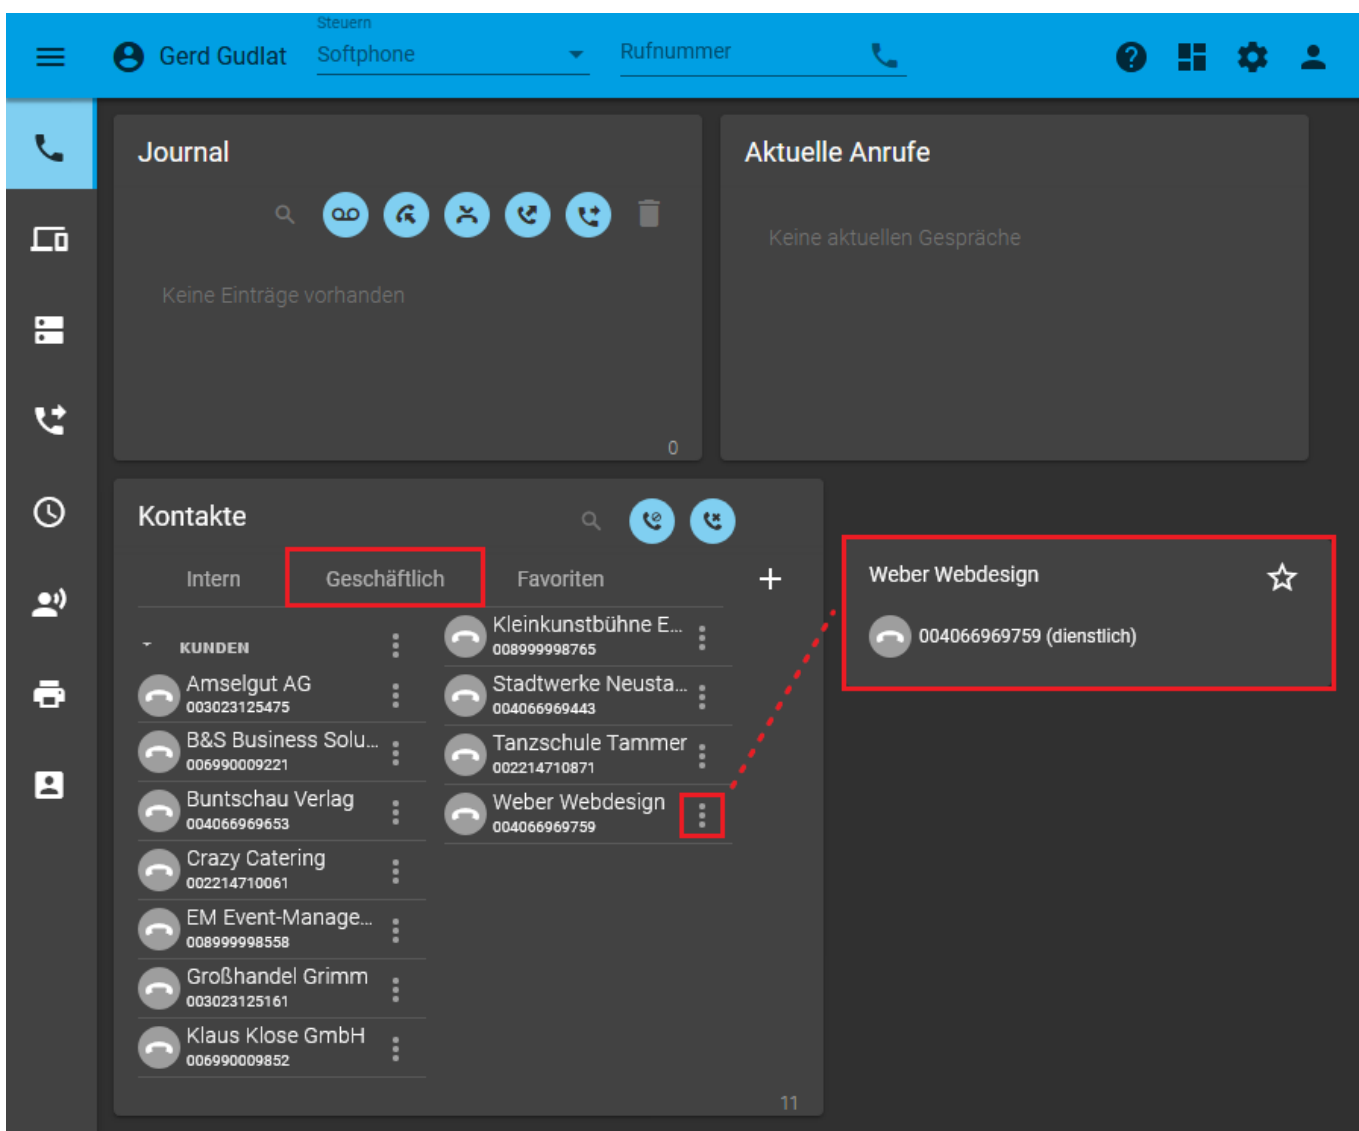 Steuern
Gerd Gudlat
Softphone
Rufnummer
Journal
Keine Einträge vorhanden
0
Aktuelle Anrufe
Keine aktuellen Gespräche
Kontakte
Intern
Geschäftlich
Favoriten
KUNDEN
Amselgut AG
003023125475
B&S Business Solu...
006990009221
Buntschau Verlag
004066969653
Crazy Catering
002214710061
EM Event-Manage...
008999998558
Großhandel Grimm
003023125161
Klaus Klose GmbH
006990009852
Kleinkunstbühne E...
008999998765
Stadtwerke Neusta...
004066969443
Tanzschule Tammer
002214710871
Weber Webdesign
004066969759
11
Weber Webdesign
004066969759 (dienstlich)